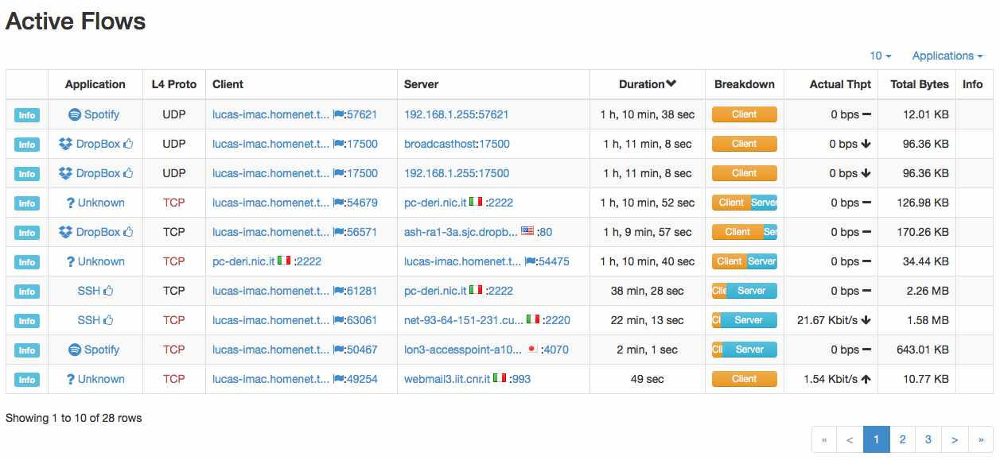 Active Flows
10 Applications
Application L4 Proto Client Server Duration Breakdown Actual Thpt Total Bytes Info
Info Spotify UDP lucas-imac.homenet.t... :57621 192.168.1.255:57621 1 h, 10 min, 38 sec Client 0 bps 12.01 KB
Info DropBox UDP lucas-imac.homenet.t... :17500 broadcasthost:17500 1 h, 11 min, 8 sec Client 0 bps 96.36 KB
Info DropBox UDP lucas-imac.homenet.t... :17500 192.168.1.255:17500 1 h, 11 min, 8 sec Client 0 bps 96.36 KB
Info ? Unknown TCP lucas-imac.homenet.t... :54679 pc-deri.nic.it :2222 1 h, 10 min, 52 sec Client Server 0 bps 126.98 KB
Info DropBox TCP lucas-imac.homenet.t... :56571 ash-ra1-3a.sjc.dropb... :80 1 h, 9 min, 57 sec Client Ser 0 bps 170.26 KB
Info ? Unknown TCP pc-deri.nic.it :2222 lucas-imac.homenet.t... :54475 1 h, 10 min, 40 sec Client Server 0 bps 34.44 KB
Info SSH TCP lucas-imac.homenet.t... :61281 pc-deri.nic.it :2222 38 min, 28 sec Clie Server 0 bps 2.26 MB
Info SSH TCP lucas-imac.homenet.t... :63061 net-93-64-151-231.cu... :2220 22 min, 13 sec Cl Server 21.67 Kbit/s 1.58 MB
Info Spotify TCP lucas-imac.homenet.t... :50467 lon3-accesspoint-a10... :4070 2 min, 1 sec Cli Server 0 bps 643.01 KB
Info ? Unknown TCP lucas-imac.homenet.t... :49254 webmail3.iit.cnr.it :993 49 sec Client 1.54 Kbit/s 10.77 KB
Showing 1 to 10 of 28 rows
« < 1 2 3 > »